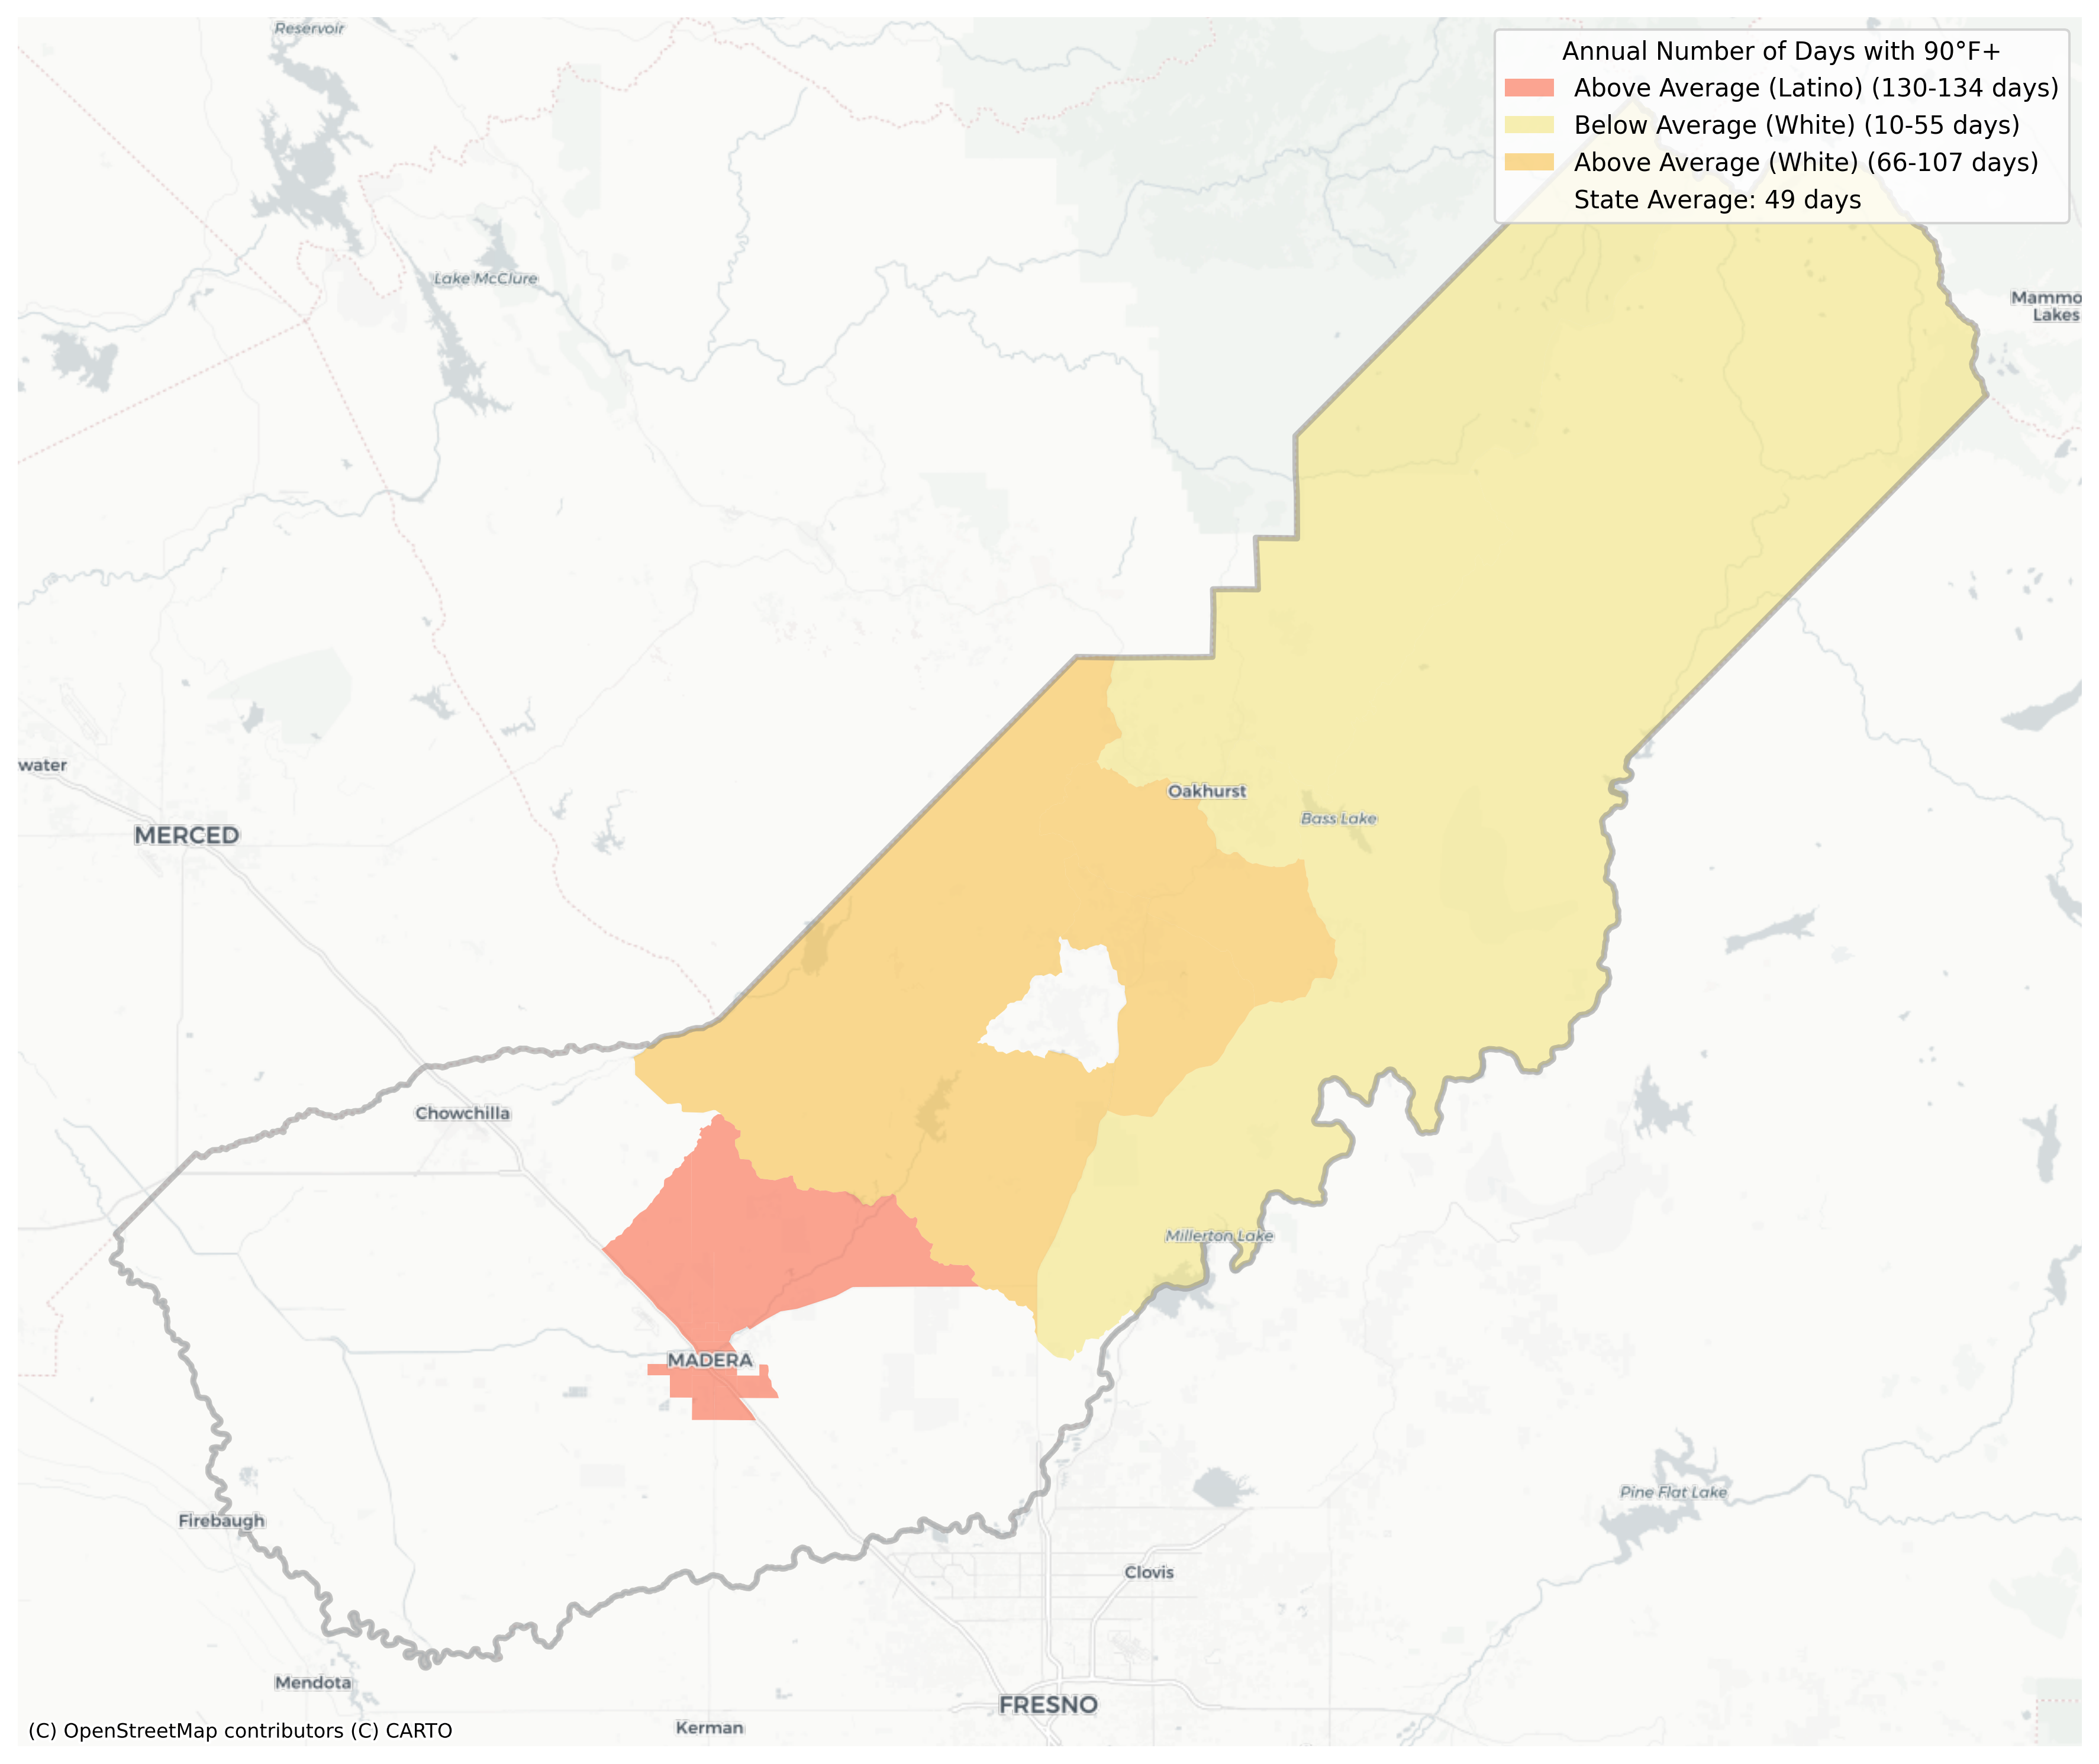 Reservoir
Annual Number of Days with 90°F+
Above Average (Latino) (130-134 days)
Below Average (White) (10-55 days)
Above Average (White) (66-107 days)
State Average: 49 days
Lake McClure
Mammo
Lakes
water
Oakhurst
Bass Lake
MERCED
Chowchilla
Millerton Lake
MADERA
Pine Flat Lake
Firebaugh
Clovis
Mendota
FRESNO
Kerman
(C) OpenStreetMap contributors (C) CARTO